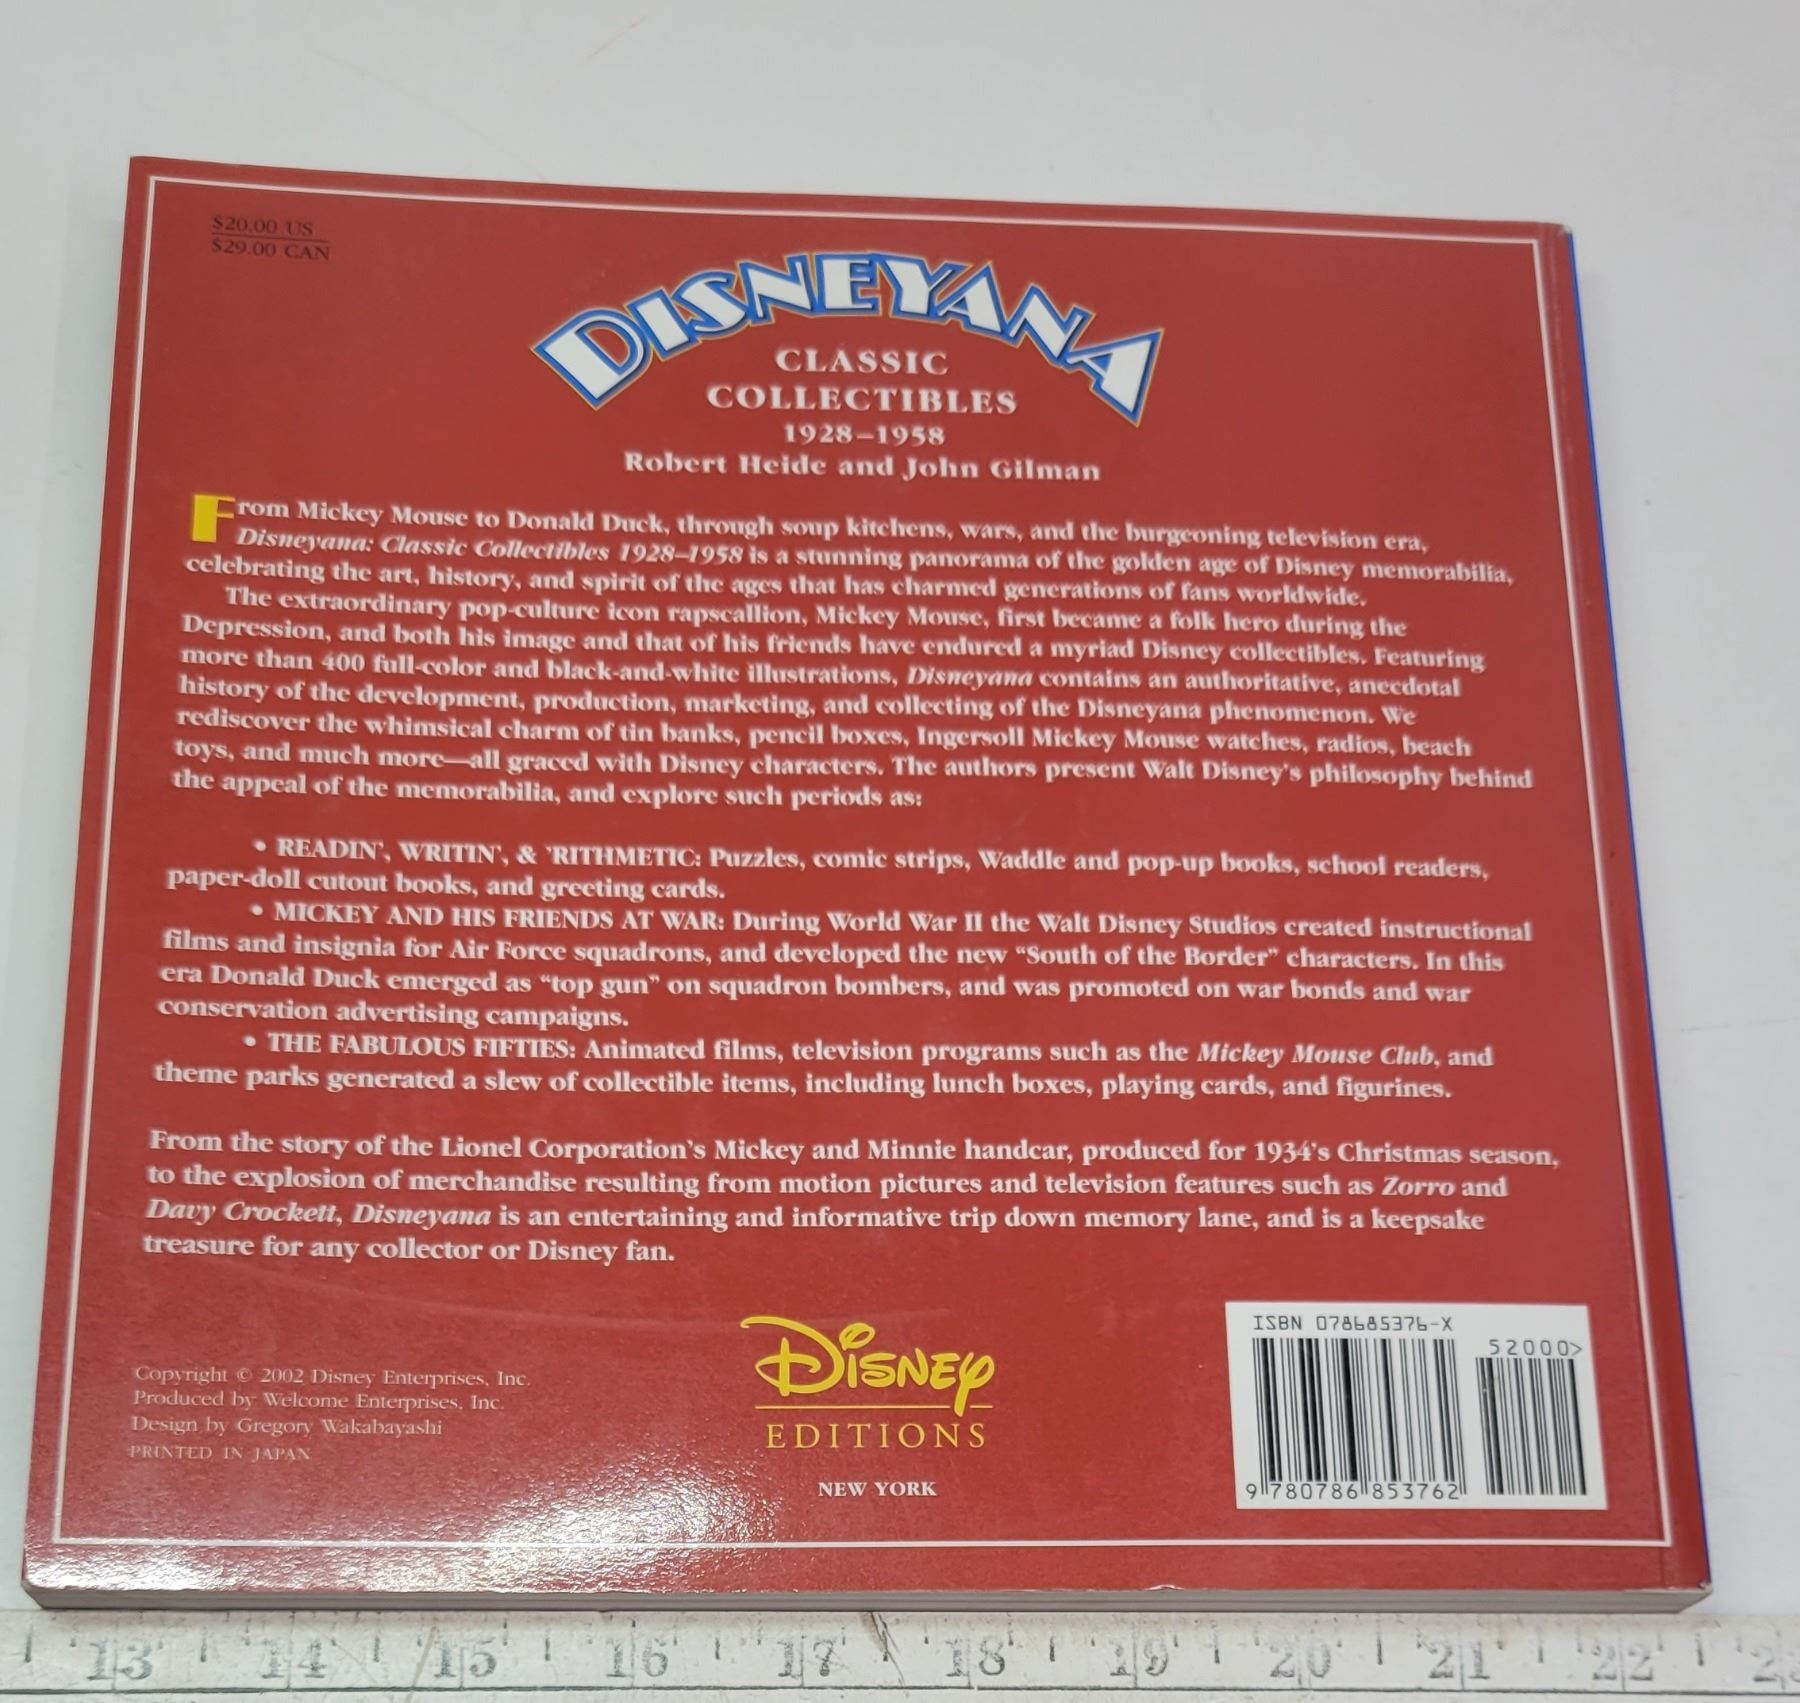 $20.00 US
$29.00 CAN
DISNEYANA
CLASSIC
COLLECTIBLES
1928–1958
Robert Heide and John Gilman
From Mickey Mouse to Donald Duck, through soup kitchens, wars, and the burgeoning television era,
Disneyana: Classic Collectibles 1928–1958 is a stunning panorama of the golden age of Disney memorabilia,
celebrating the art, history, and spirit of the ages that has charmed generations of fans worldwide.
The extraordinary pop-culture icon rapscallion, Mickey Mouse, first became a folk hero during the
Depression, and both his image and that of his friends have endured a myriad Disney collectibles. Featuring
more than 400 full-color and black-and-white illustrations, Disneyana contains an authoritative, anecdotal
history of the development, production, marketing, and collecting of the Disneyana phenomenon. We
rediscover the whimsical charm of tin banks, pencil boxes, Ingersoll Mickey Mouse watches, radios, beach
toys, and much more—all graced with Disney characters. The authors present Walt Disney's philosophy behind
the appeal of the memorabilia, and explore such periods as:
• READIN', WRITIN', & 'RITHMETIC: Puzzles, comic strips, Waddle and pop-up books, school readers,
paper-doll cutout books, and greeting cards.
• MICKEY AND HIS FRIENDS AT WAR: During World War II the Walt Disney Studios created instructional
films and insignia for Air Force squadrons, and developed the new "South of the Border" characters. In this
era Donald Duck emerged as "top gun" on squadron bombers, and was promoted on war bonds and war
conservation advertising campaigns.
• THE FABULOUS FIFTIES: Animated films, television programs such as the Mickey Mouse Club, and
theme parks generated a slew of collectible items, including lunch boxes, playing cards, and figurines.
From the story of the Lionel Corporation's Mickey and Minnie handcar, produced for 1934's Christmas season,
to the explosion of merchandise resulting from motion pictures and television features such as Zorro and
Davy Crockett, Disneyana is an entertaining and informative trip down memory lane, and is a keepsake
treasure for any collector or Disney fan.
Copyright © 2002 Disney Enterprises, Inc.
Produced by Welcome Enterprises, Inc.
Design by Gregory Wakabayashi
PRINTED IN JAPAN
DISNEY
EDITIONS
NEW YORK
ISBN 078685376-X
52000>
9 780786 853762
13 14 15 16 17 18 19 20 21 22 23